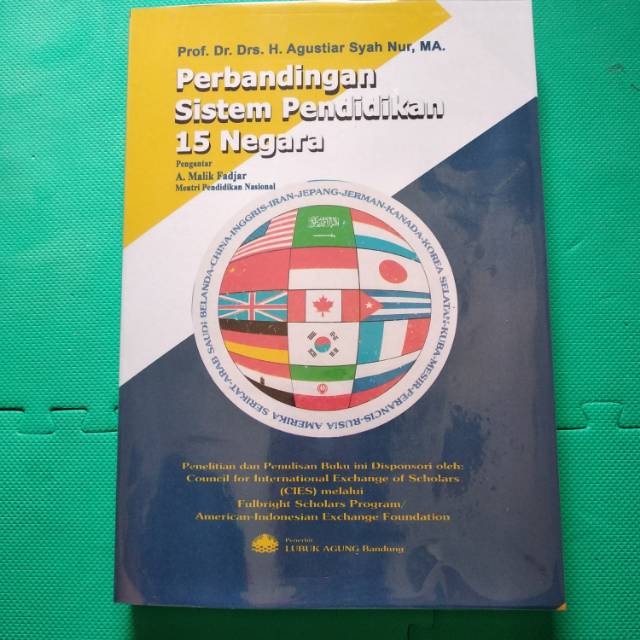 Prof. Dr. Drs. H. Agustiar Syah Nur, MA.
Perbandingan
Sistem Pendidikan
15 Negara
Pengantar
A. Malik Fadjar
Mentri Pendidikan Nasional
AMERIKA SERIKAT-ARAB SAUDI BELANDA-CHINA-INGGRIS-IRAN-JEPANG-JERMAN-KANADA-KOREA SELATAN-KUBA-MESIR-PERANCIS-RUSIA
Penelitian dan Penulisan Buku ini Disponsori oleh:
Council for International Exchange of Scholars
(CIES) melalui
Fulbright Scholars Program/
American-Indonesian Exchange Foundation
Penerbit
LUBUK AGUNG Bandung